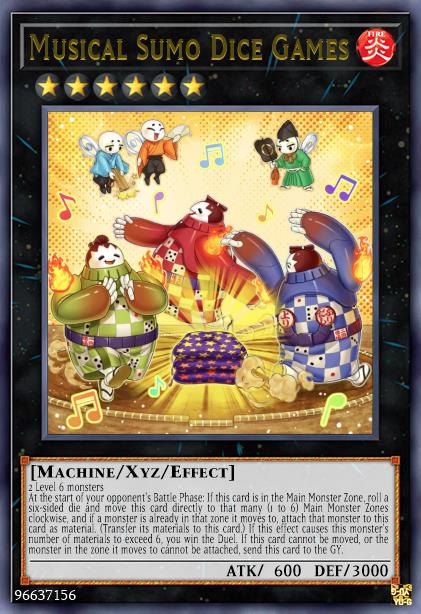 Musical Sumo Dice Games
FIRE
炎
[Machine/Xyz/Effect]
2 Level 6 monsters
At the start of your opponent's Battle Phase: If this card is in the Main Monster Zone, roll a
six-sided die and move this card directly to that many (1 to 6) Main Monster Zones
clockwise, and if a monster is already in that zone it moves to, attach that monster to this
card as material. (Transfer its materials to this card.) If this effect causes this monster's
number of materials to exceed 6, you win the Duel. If this card cannot be moved, or the
monster in the zone it moves to cannot be attached, send this card to the GY.
ATK/ 600 DEF/3000
96637156